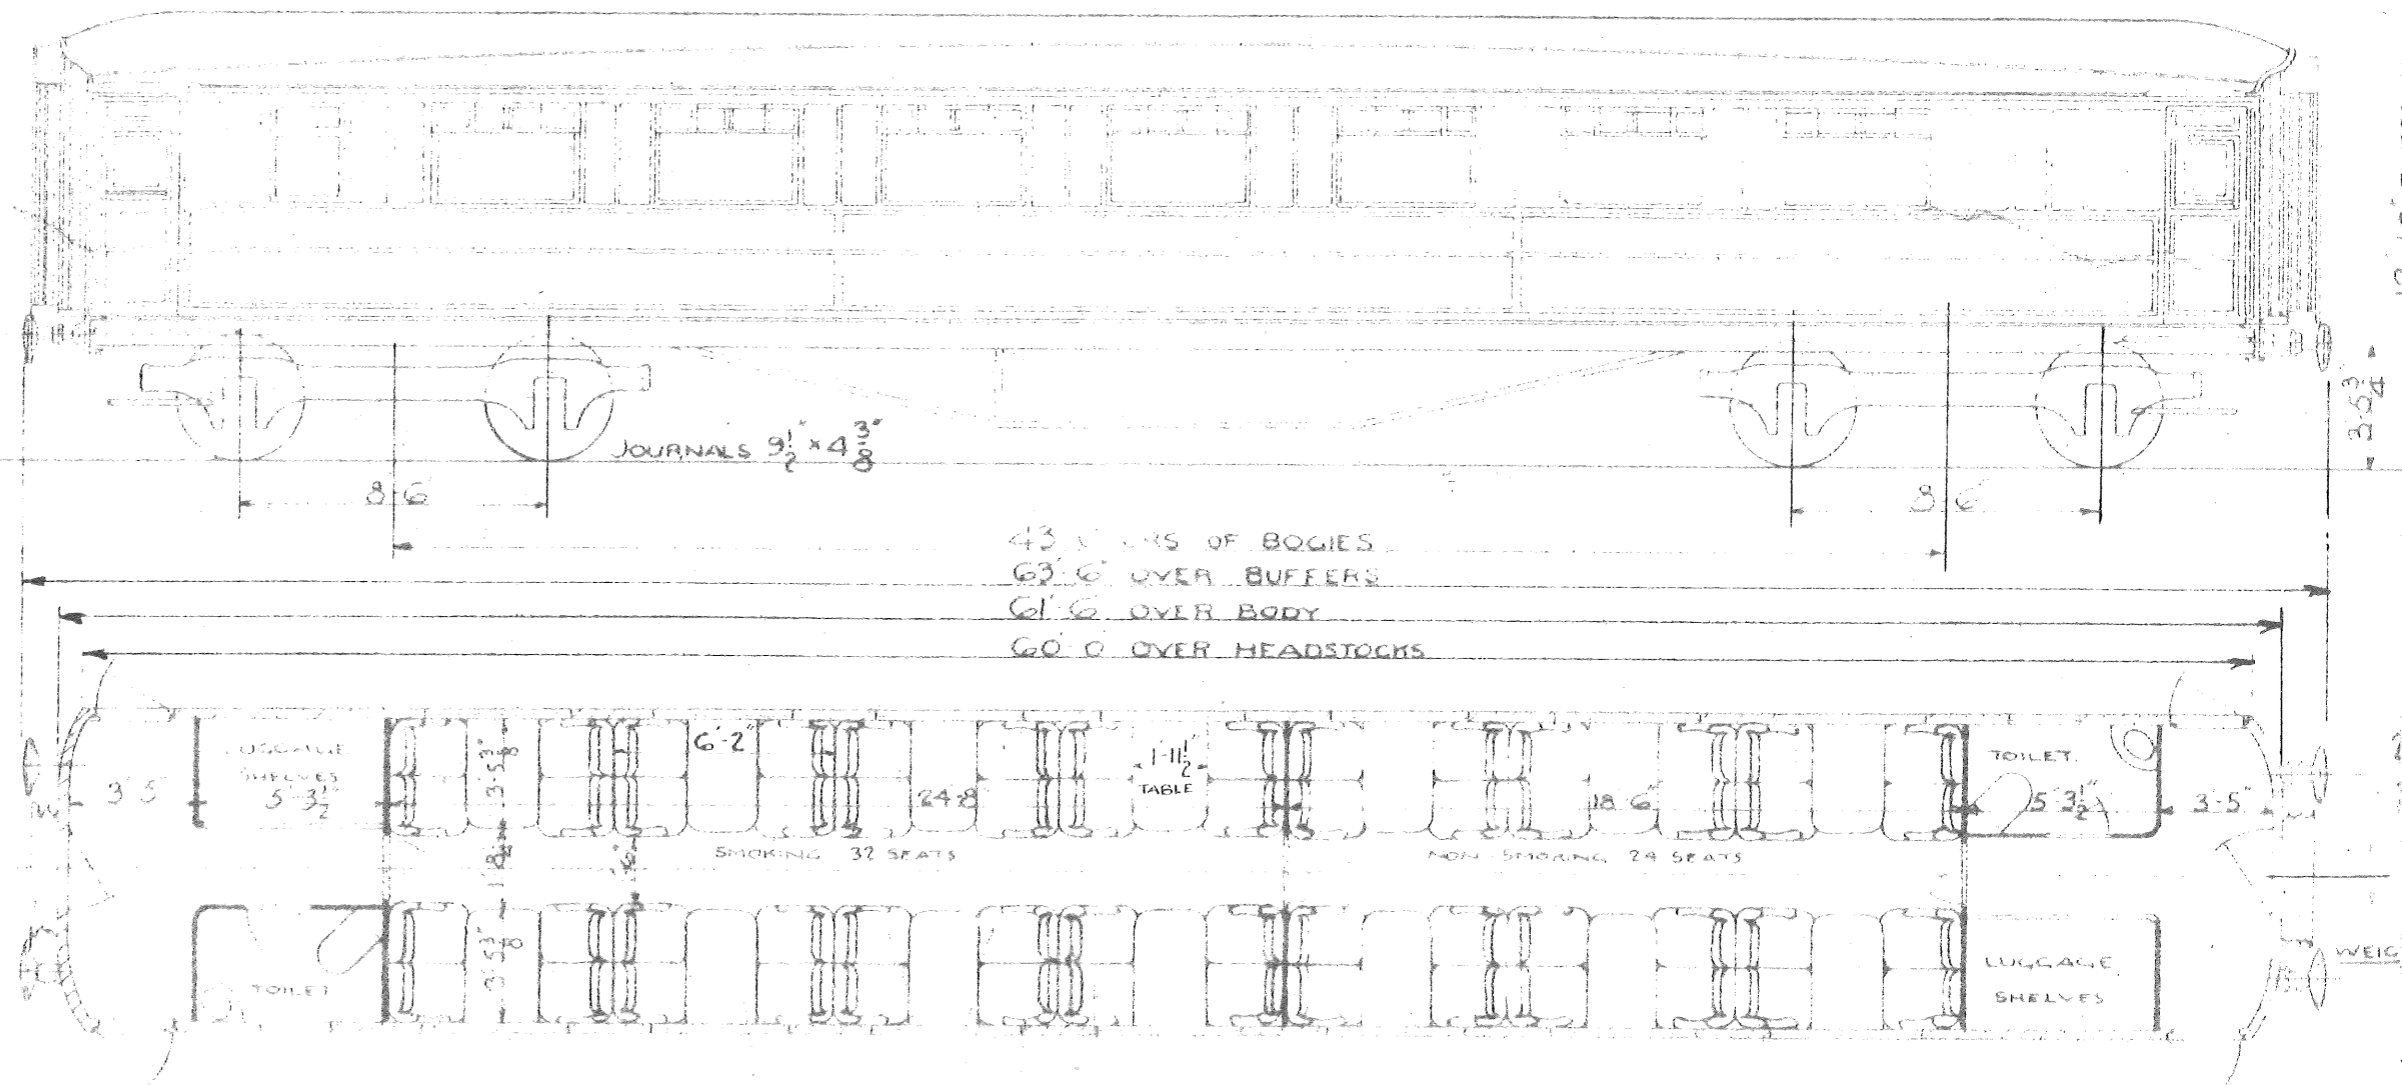 3·5¾
JOURNALS 9½" × 4⅜"
8·6
8·6
43 OF BOGIES
63'·6" OVER BUFFERS
61'·6 OVER BODY
60'·0 OVER HEADSTOCKS
LUGGAGE
SHELVES
5'·3½"
3'·5
3'·5⅜"
6'·2"
24·8
1'·11½"
TABLE
18·6"
TOILET
5'·3½"
3'·5"
SMOKING 32 SEATS
NON-SMOKING 24 SEATS
3'·5⅜"
TOILET
LUGGAGE
SHELVES